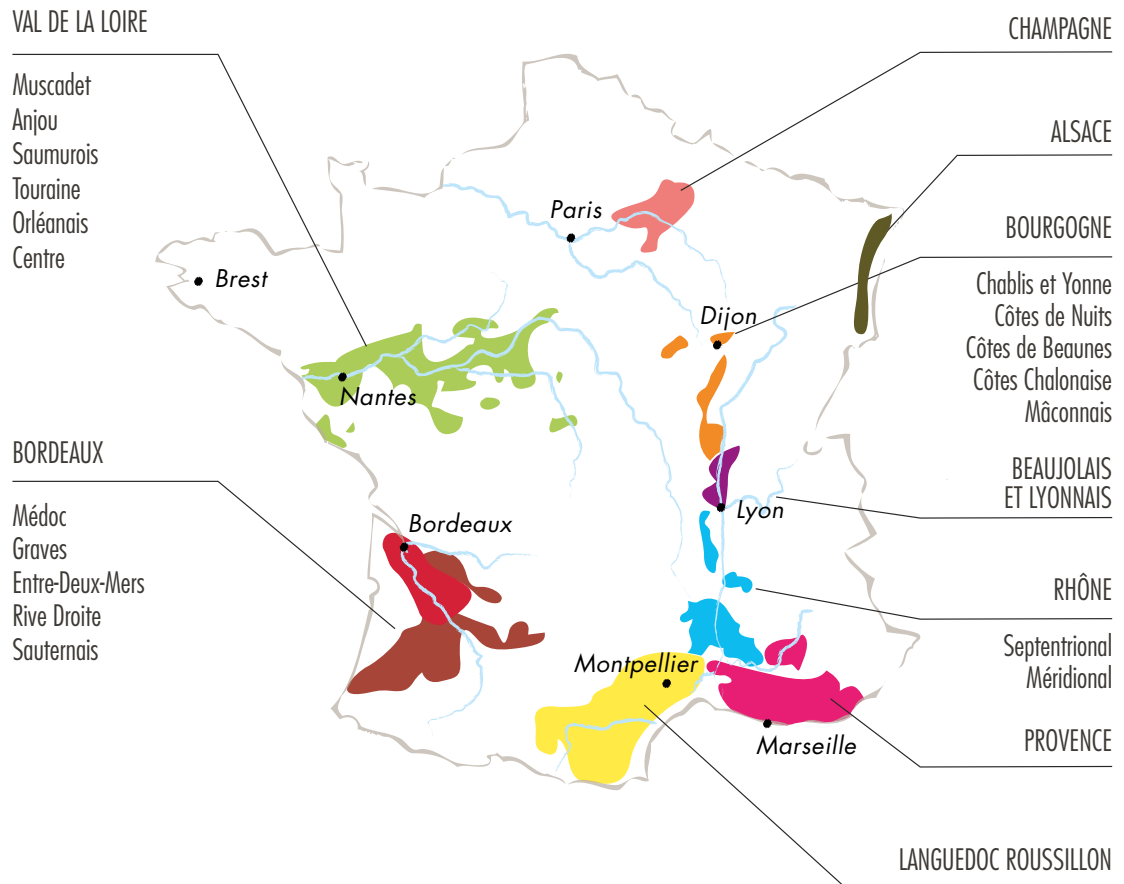 VAL DE LA LOIRE
Muscadet
Anjou
Saumurois
Touraine
Orléanais
Centre
BORDEAUX
Médoc
Graves
Entre-Deux-Mers
Rive Droite
Sauternais
Paris
Brest
Dijon
Nantes
Lyon
Bordeaux
Montpellier
Marseille
CHAMPAGNE
ALSACE
BOURGOGNE
Chablis et Yonne
Côtes de Nuits
Côtes de Beaunes
Côtes Chalonaise
Mâconnais
BEAUJOLAIS
ET LYONNAIS
RHÔNE
Septentrional
Méridional
PROVENCE
LANGUEDOC ROUSSILLON